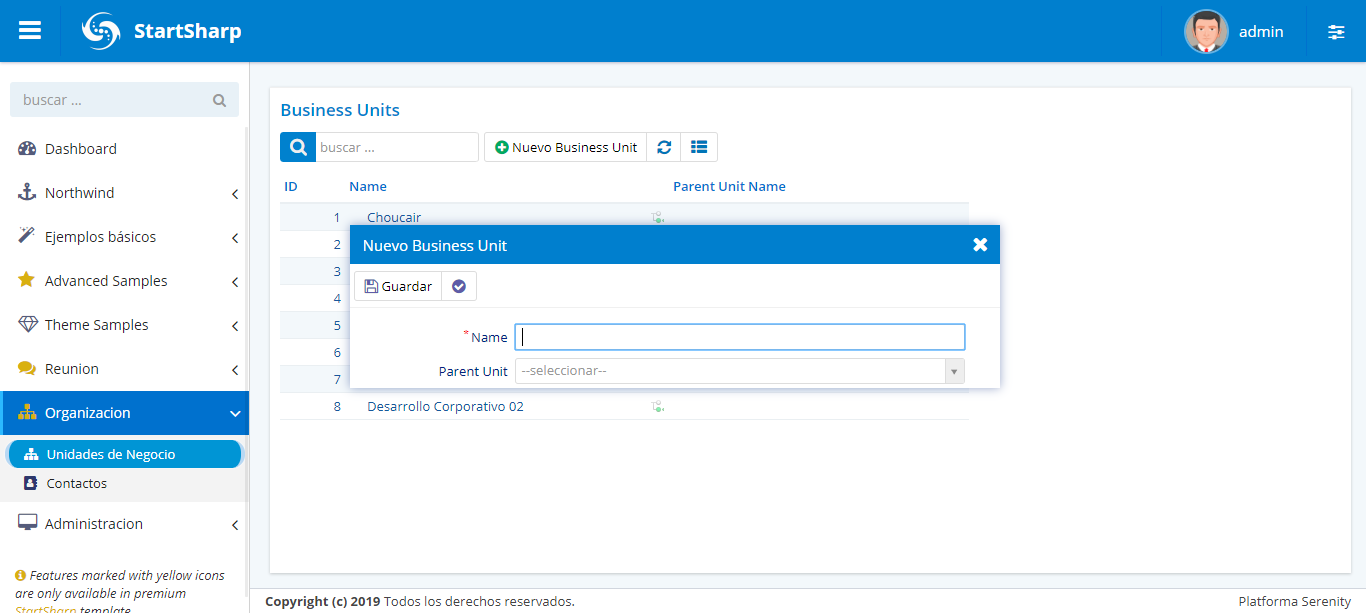 StartSharp
admin
buscar ...
Dashboard
Northwind
Ejemplos básicos
Advanced Samples
Theme Samples
Reunion
Organizacion
Unidades de Negocio
Contactos
Administracion
Features marked with yellow icons
are only available in premium
StartSharp template
Business Units
buscar ...
Nuevo Business Unit
ID Name Parent Unit Name
1 Choucair
2
3
4
5
6
7
8 Desarrollo Corporativo 02
Nuevo Business Unit
Guardar
*Name
Parent Unit --seleccionar--
Copyright (c) 2019 Todos los derechos reservados.
Platforma Serenity